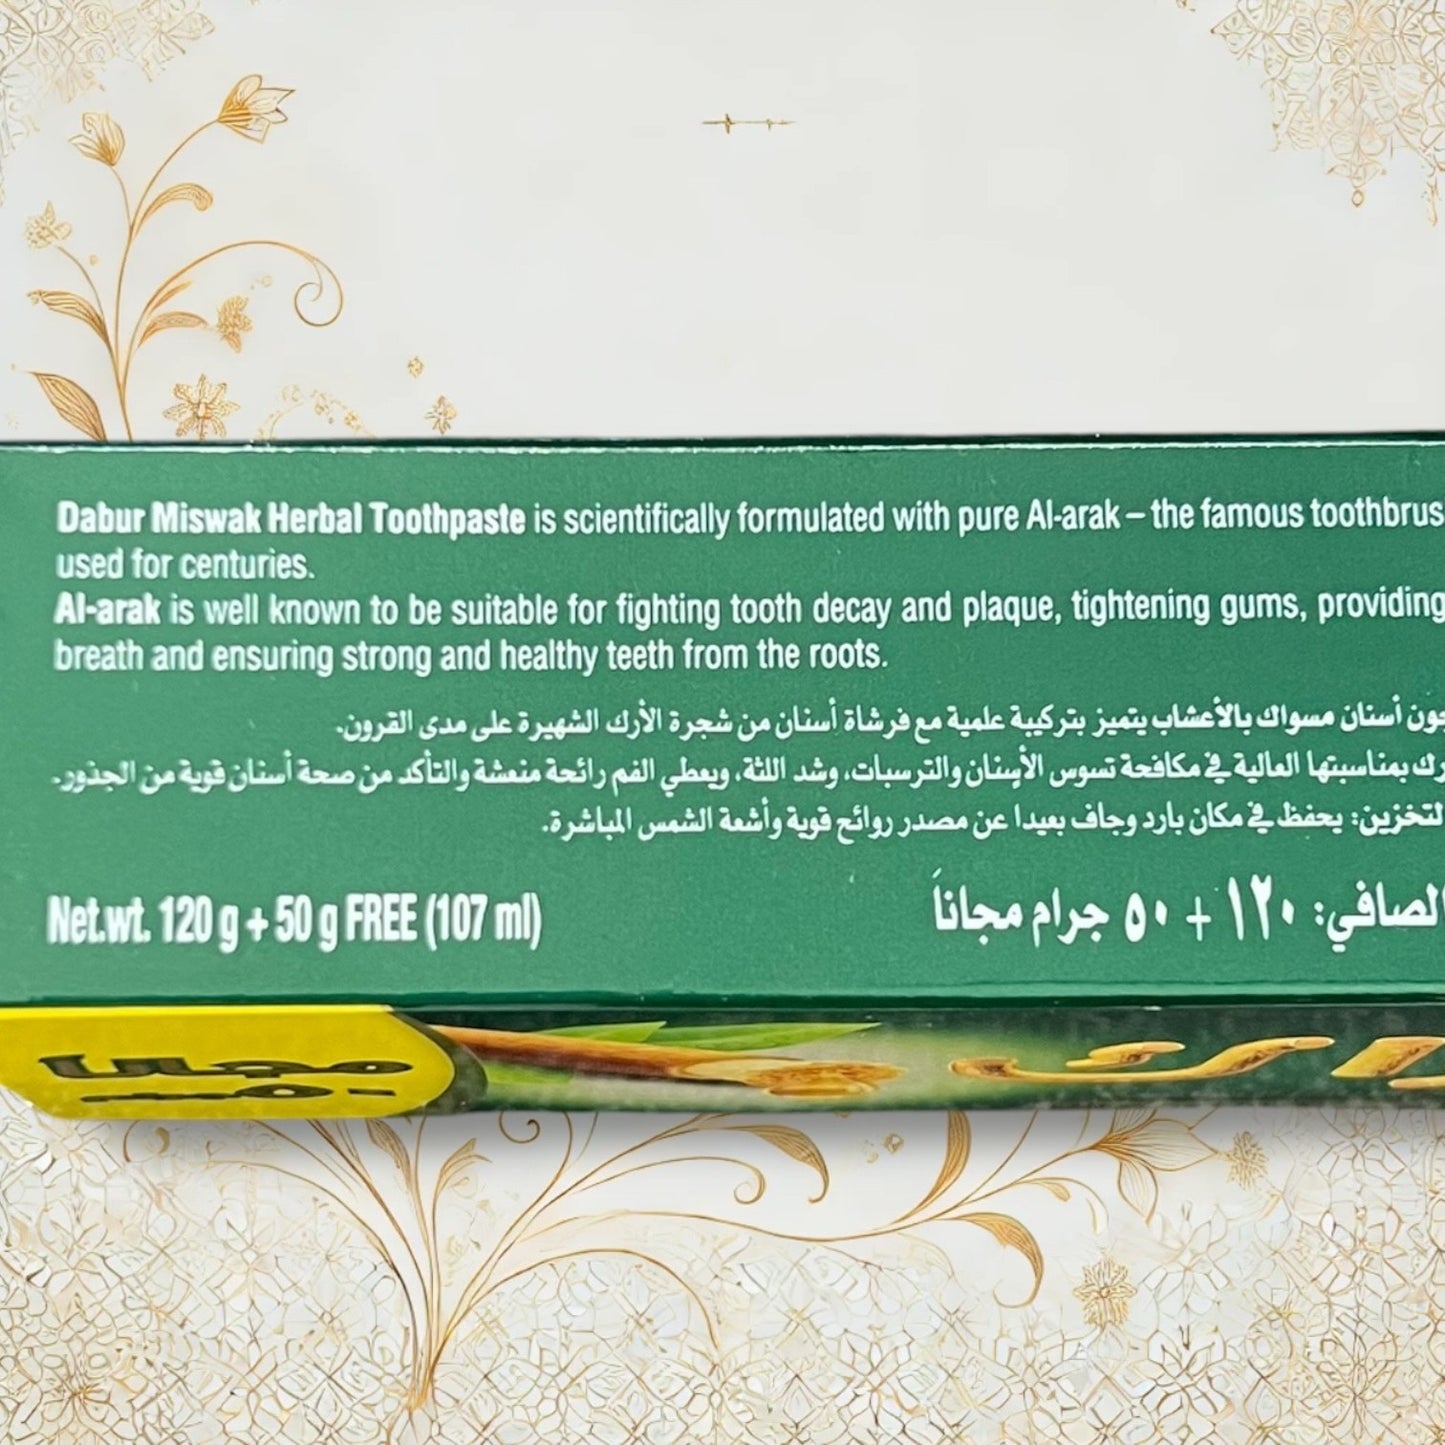 Dabur Miswak Herbal Toothpaste is scientifically formulated with pure Al-arak – the famous toothbrus
used for centuries.
Al-arak is well known to be suitable for fighting tooth decay and plaque, tightening gums, providing
breath and ensuring strong and healthy teeth from the roots.
جون أسنان مسواك بالأعشاب يتميز بتركيبة علمية مع فرشاة أسنان من شجرة الأرك الشهيرة على مدى القرون.
رك بمناسبتها العالية في مكافحة تسوس الأسنان والترسبات، وشد اللثة، ويعطي الفم رائحة منعشة والتأكد من صحة أسنان قوية من الجذور.
لتخزين: يحفظ في مكان بارد وجاف بعيدا عن مصدر روائح قوية وأشعة الشمس المباشرة.
Net.wt. 120 g + 50 g FREE (107 ml)
لصافي: ١٢٠ + ٥٠ جرام مجاناً